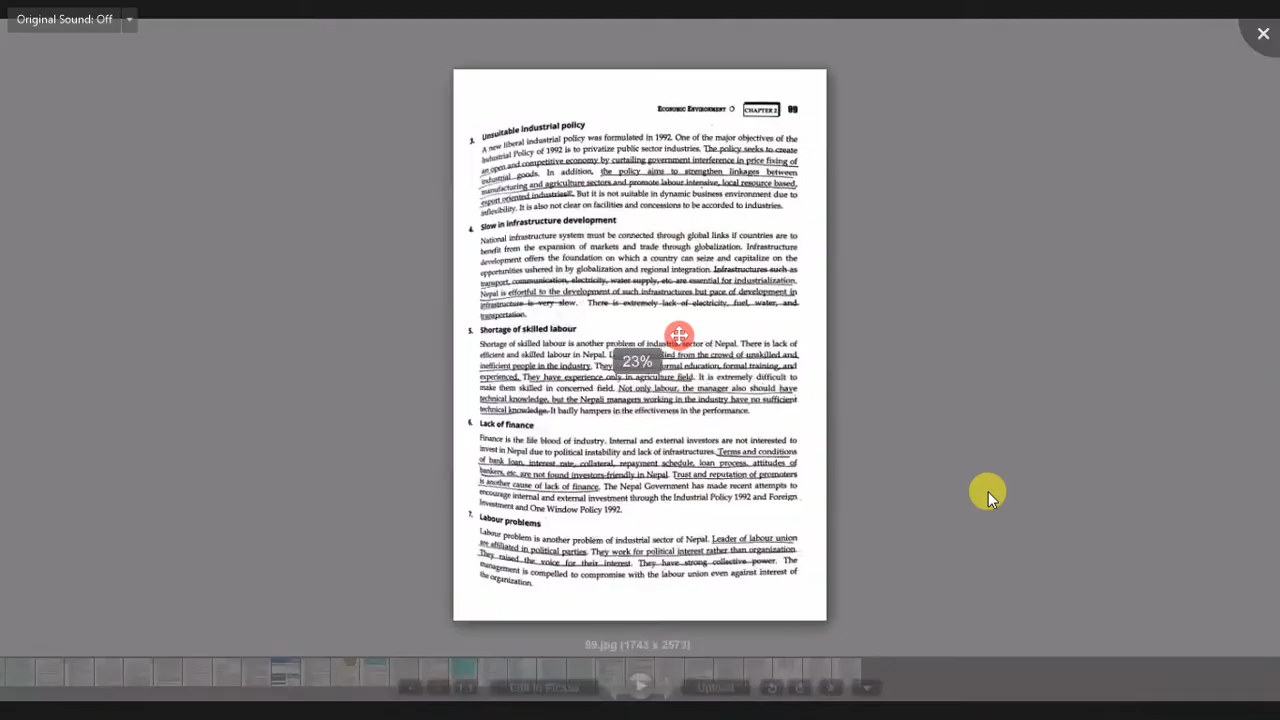 Original Sound: Off
ECONOMIC ENVIRONMENT CHAPTER 2 99
3. Unsuitable industrial policy
A new liberal industrial policy was formulated in 1992. One of the major objectives of the
Industrial Policy of 1992 is to privatize public sector industries. The policy seeks to create
an open and competitive economy by curtailing government interference in price fixing of
industrial goods. In addition, the policy aims to strengthen linkages between
manufacturing and agriculture sectors and promote labour intensive, local resource based,
export oriented industries. But it is not suitable in dynamic business environment due to
inflexibility. It is also not clear on facilities and concessions to be accorded to industries.
4. Slow in infrastructure development
National infrastructure system must be connected through global links if countries are to
benefit from the expansion of markets and trade through globalization. Infrastructure
development offers the foundation on which a country can seize and capitalize on the
opportunities ushered in by globalization and regional integration. Infrastructures such as
transport, communication, electricity, water supply, etc. are essential for industrialization.
Nepal is effortful to the development of such infrastructures but pace of development in
infrastructure is very slow. There is extremely lack of electricity, fuel, water, and
transportation.
5. Shortage of skilled labour
Shortage of skilled labour is another problem of industrial sector of Nepal. There is lack of
efficient and skilled labour in Nepal. from the crowd of unskilled and
inefficient people in the industry. They formal education, formal training, and
experienced. They have experience only in agriculture field. It is extremely difficult to
make them skilled in concerned field. Not only labour, the manager also should have
technical knowledge, but the Nepali managers working in the industry have no sufficient
technical knowledge. It badly hampers in the effectiveness in the performance.
23%
6. Lack of finance
Finance is the life blood of industry. Internal and external investors are not interested to
invest in Nepal due to political instability and lack of infrastructures. Terms and conditions
of bank loan, interest rate, collateral, repayment schedule, loan process, attitudes of
bankers, etc. are not found investors-friendly in Nepal. Trust and reputation of promoters
is another cause of lack of finance. The Nepal Government has made recent attempts to
encourage internal and external investment through the Industrial Policy 1992 and Foreign
Investment and One Window Policy 1992.
7. Labour problems
Labour problem is another problem of industrial sector of Nepal. Leader of labour union
are affiliated in political parties. They work for political interest rather than organization.
They raised the voice for their interest. They have strong collective power. The
management is compelled to compromise with the labour union even against interest of
the organization.
99.jpg (1743 x 2573)
1:1 Edit in Picasa Upload